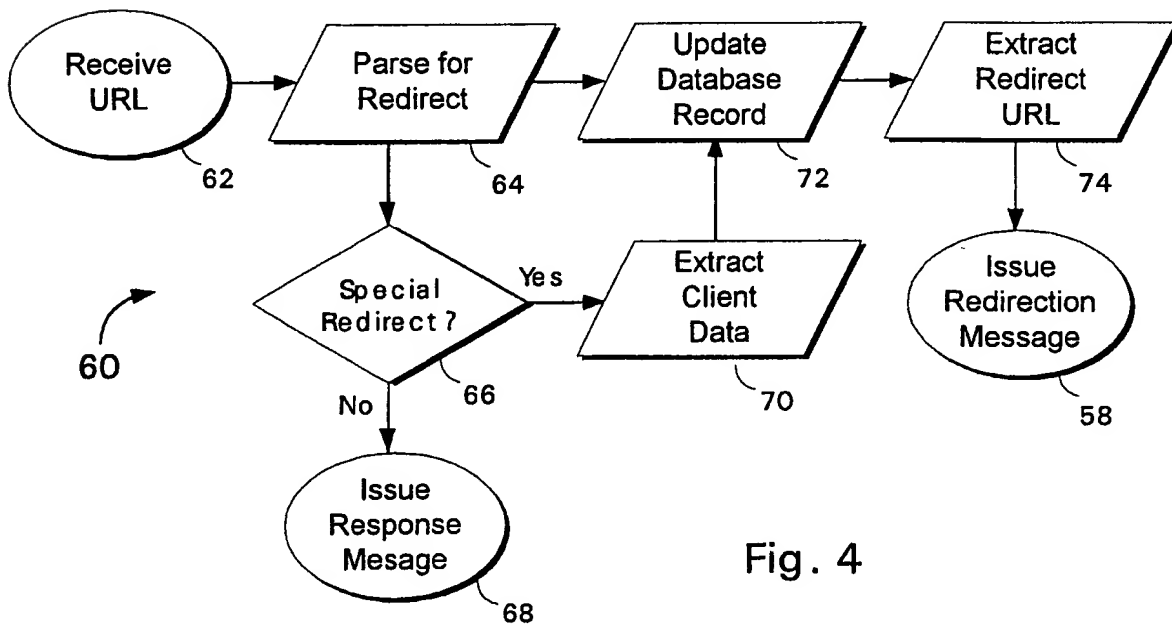 Receive
URL
62
Parse for
Redirect
64
Update
Database
Record
72
Extract
Redirect
URL
74
Special
Redirect?
Yes
66
No
Extract
Client
Data
70
Issue
Redirection
Message
58
60
Issue
Response
Mesage
68
Fig. 4